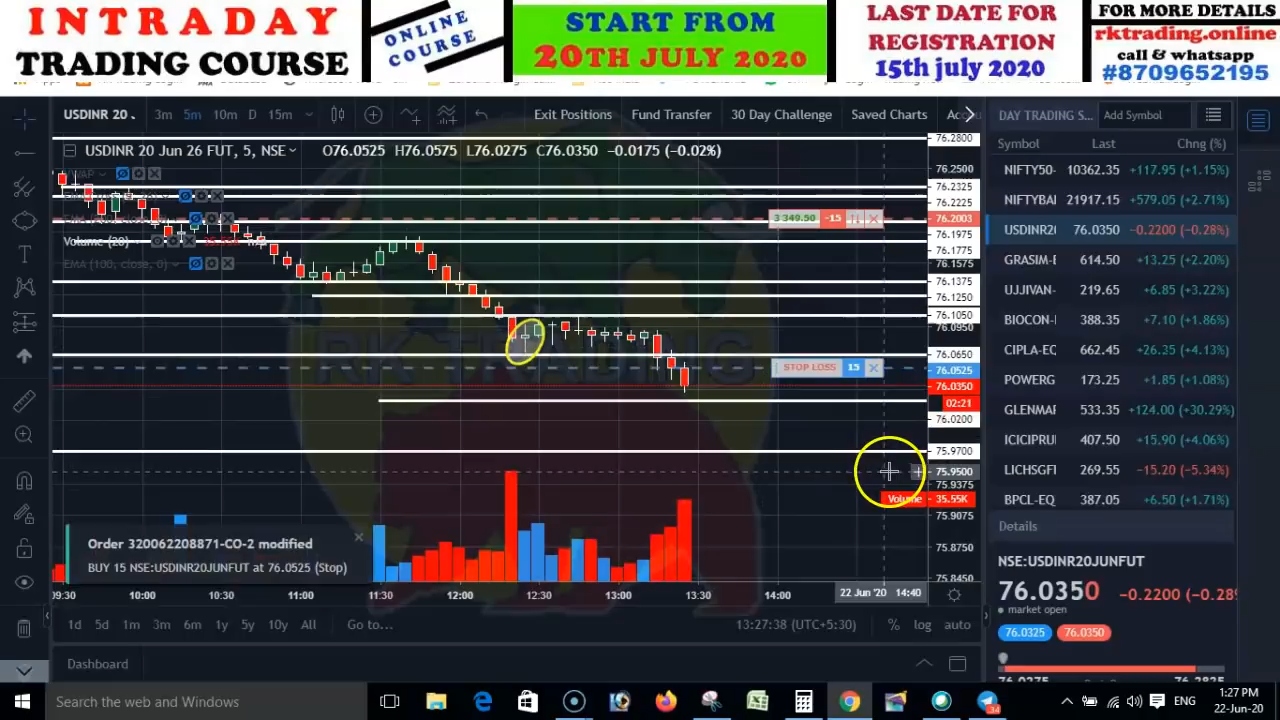 INTRADAY
TRADING COURSE
ONLINE
COURSE
START FROM
20TH JULY 2020
LAST DATE FOR
REGISTRATION
15th july 2020
FOR MORE DETAILS
rktrading.online
call & whatsapp
#8709652195
USDINR 20 3m 5m 10m D 15m Exit Positions Fund Transfer 30 Day Challenge Saved Charts
USDINR 20 Jun 26 FUT, 5, NSE O76.0525 H76.0575 L76.0275 C76.0350 -0.0175 (-0.02%)
Volume (20)
EMA (100, close, 0)
3 349.50 -15
STOP LOSS 15
RK TRADING
76.2800
76.2500
76.2325
76.2225
76.2003
76.1975
76.1775
76.1575
76.1375
76.1250
76.1050
76.0950
76.0650
76.0525
76.0350
02:21
76.0200
75.9700
75.9500
75.9375
Volume 35.55K
75.9075
75.8750
75.8450
Order 320062208871-CO-2 modified
BUY 15 NSE:USDINR20JUNFUT at 76.0525 (Stop)
09:30 10:00 10:30 11:00 11:30 12:00 12:30 13:00 13:30 14:00 22 Jun '20 14:40
1d 5d 1m 3m 6m 1y 5y 10y All Go to... 13:27:38 (UTC+5:30) % log auto
Dashboard
DAY TRADING S... Add Symbol
Symbol Last Chng (%)
NIFTY50- 10362.35 +117.95 (+1.15%)
NIFTYBA 21917.15 +579.05 (+2.71%)
USDINR2 76.0350 -0.2200 (-0.28%)
GRASIM-E 614.50 +13.25 (+2.20%)
UJJIVAN- 219.65 +6.85 (+3.22%)
BIOCON- 388.35 +7.10 (+1.86%)
CIPLA-EQ 662.45 +26.35 (+4.13%)
POWERG 173.25 +1.85 (+1.08%)
GLENMAR 533.35 +124.00 (+30.29%)
ICICIPRU 407.50 +15.90 (+4.06%)
LICHSGFI 269.55 -15.20 (-5.34%)
BPCL-EQ 387.05 +6.50 (+1.71%)
Details
NSE:USDINR20JUNFUT
76.0350 -0.2200 (-0.28
market open
76.0325 76.0350
Search the web and Windows
34
ENG
1:27 PM
22-Jun-20